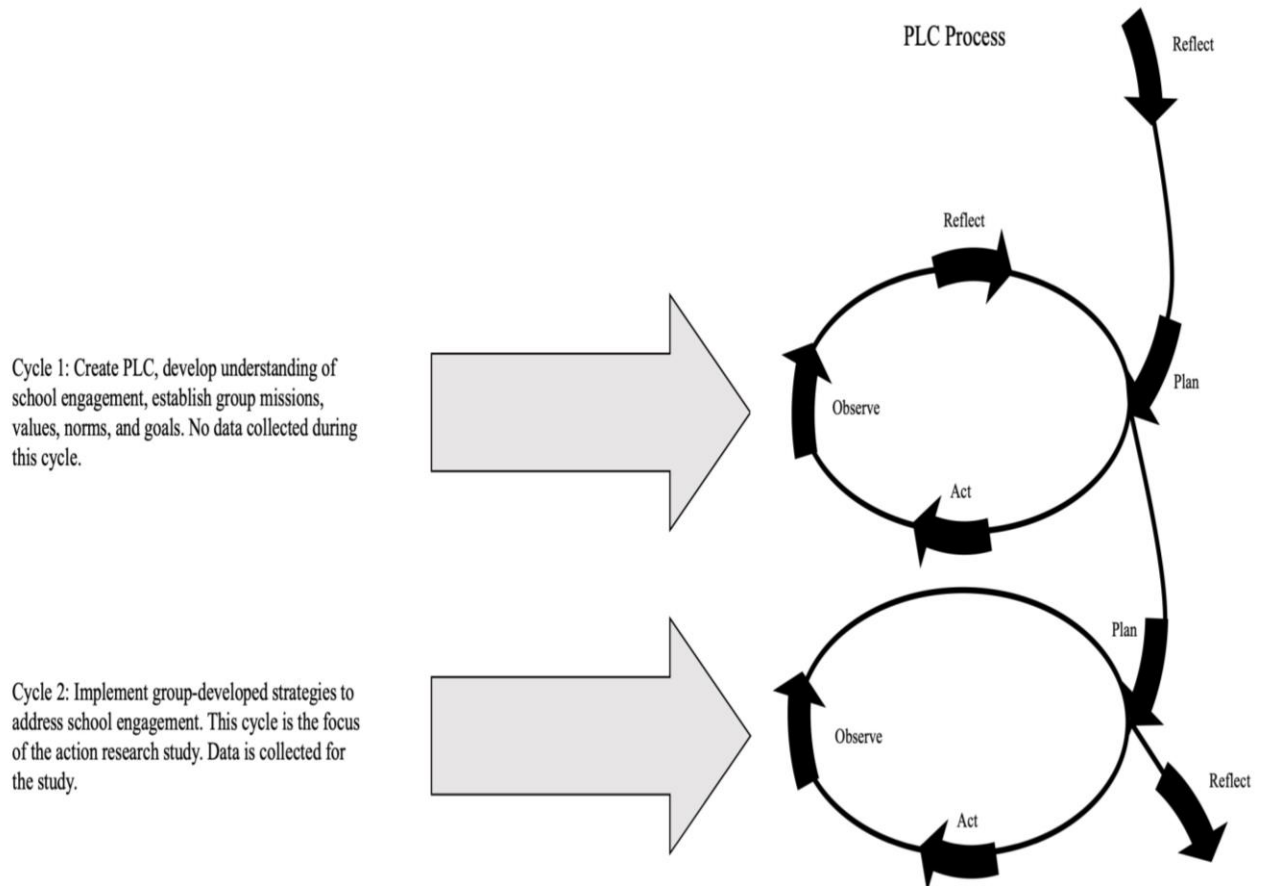 PLC Process
Reflect
Reflect
Cycle 1: Create PLC, develop understanding of
school engagement, establish group missions,
values, norms, and goals. No data collected during
this cycle.
Plan
Observe
Act
Plan
Cycle 2: Implement group-developed strategies to
address school engagement. This cycle is the focus
of the action research study. Data is collected for
the study.
Observe
Reflect
Act